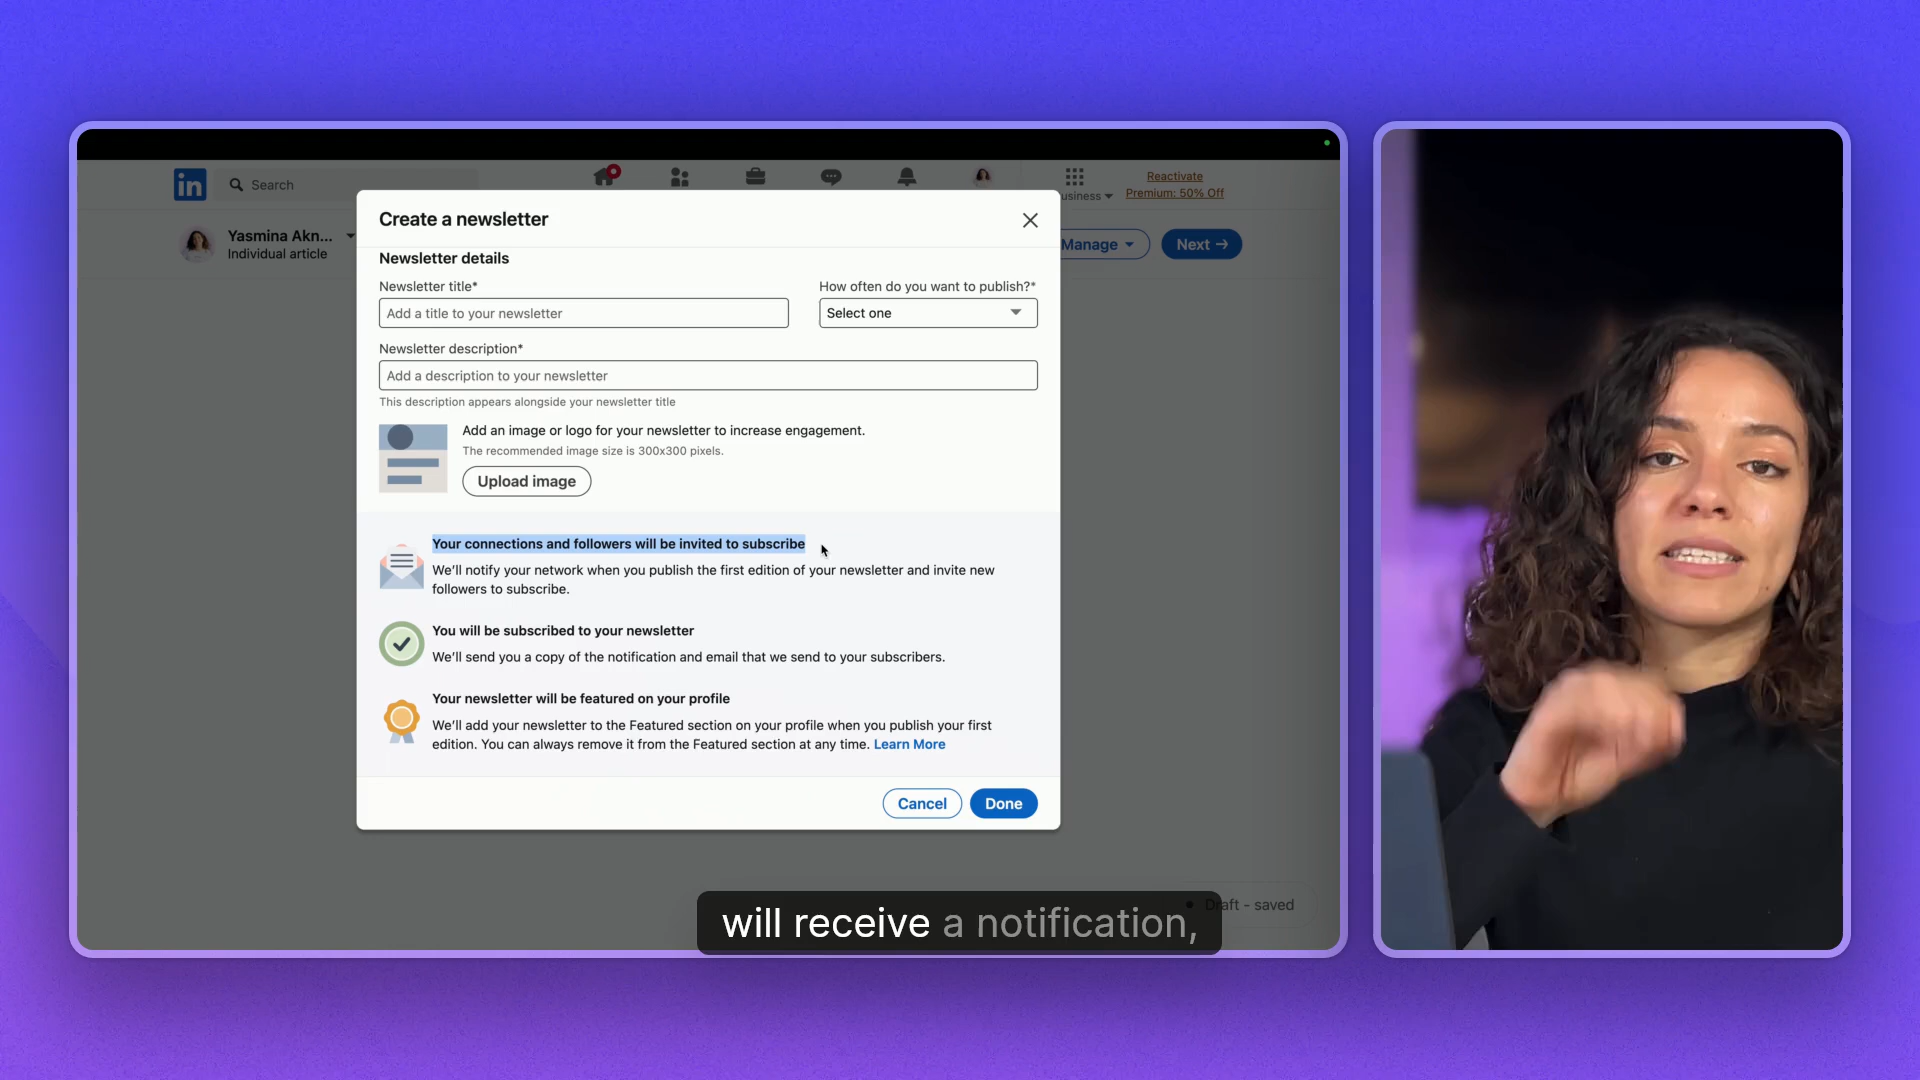 in
Search
usiness
Reactivate
Premium: 50% Off
Yasmina Akn...
Individual article
Manage
Next →
Create a newsletter
Newsletter details
Newsletter title*
How often do you want to publish?*
Add a title to your newsletter
Select one
Newsletter description*
Add a description to your newsletter
This description appears alongside your newsletter title
Add an image or logo for your newsletter to increase engagement.
The recommended image size is 300x300 pixels.
Upload image
Your connections and followers will be invited to subscribe
We'll notify your network when you publish the first edition of your newsletter and invite new
followers to subscribe.
You will be subscribed to your newsletter
We'll send you a copy of the notification and email that we send to your subscribers.
Your newsletter will be featured on your profile
We'll add your newsletter to the Featured section on your profile when you publish your first
edition. You can always remove it from the Featured section at any time. Learn More
Cancel
Done
Draft - saved
will receive a notification,